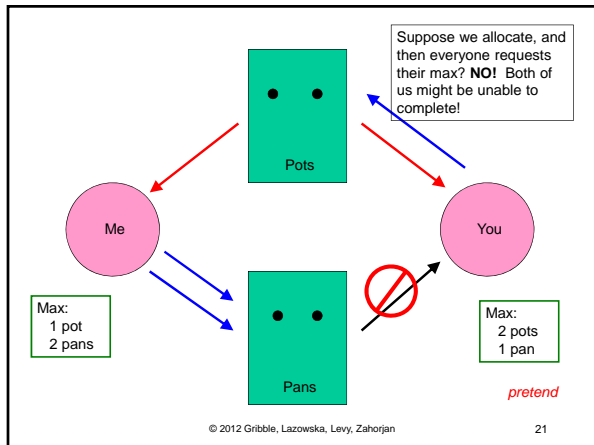 Suppose we allocate, and
then everyone requests
their max? NO! Both of
us might be unable to
complete!
Pots
Me
You
Max:
1 pot
2 pans
Pans
Max:
2 pots
1 pan
pretend
© 2012 Gribble, Lazowska, Levy, Zahorjan
21